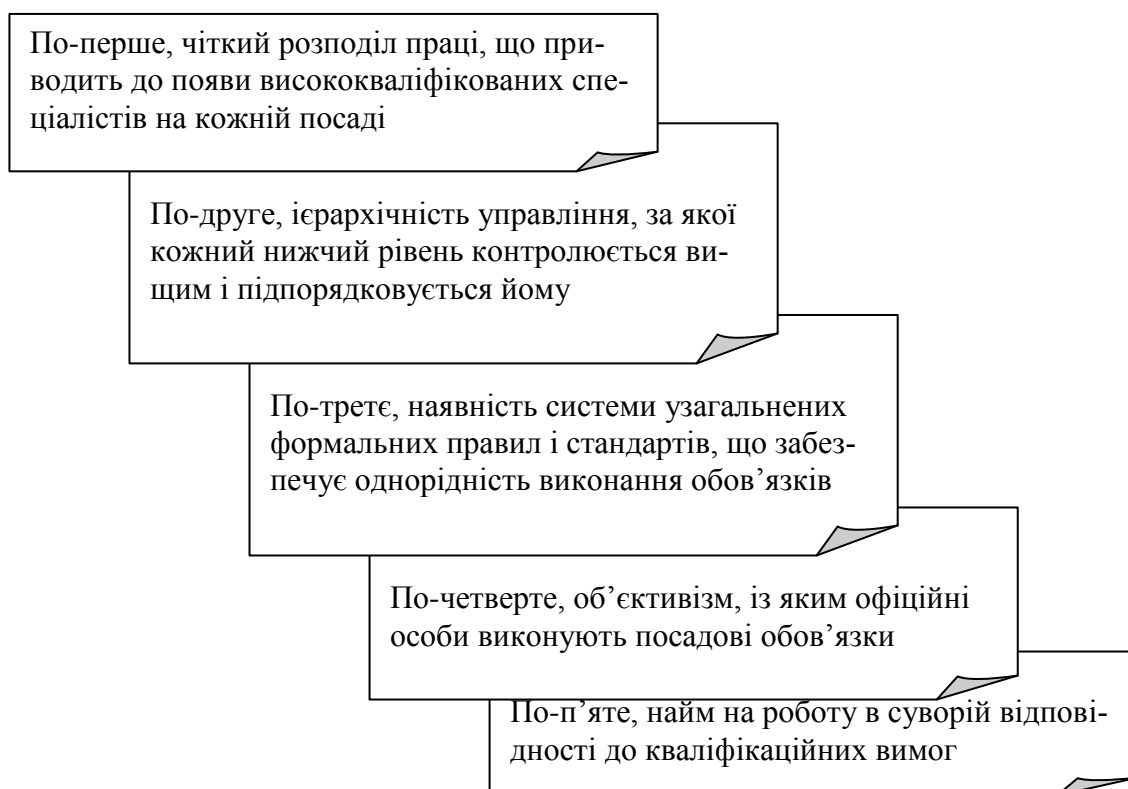 По-перше, чіткий розподіл праці, що при-
водить до появи висококваліфікованих спе-
ціалістів на кожній посаді
По-друге, ієрархічність управління, за якої
кожний нижчий рівень контролюється ви-
щим і підпорядковується йому
По-третє, наявність системи узагальнених
формальних правил і стандартів, що забез-
печує однорідність виконання обов’язків
По-четверте, об’єктивізм, із яким офіційні
особи виконують посадові обов’язки
По-п’яте, найм на роботу в суворій відпові-
дності до кваліфікаційних вимог